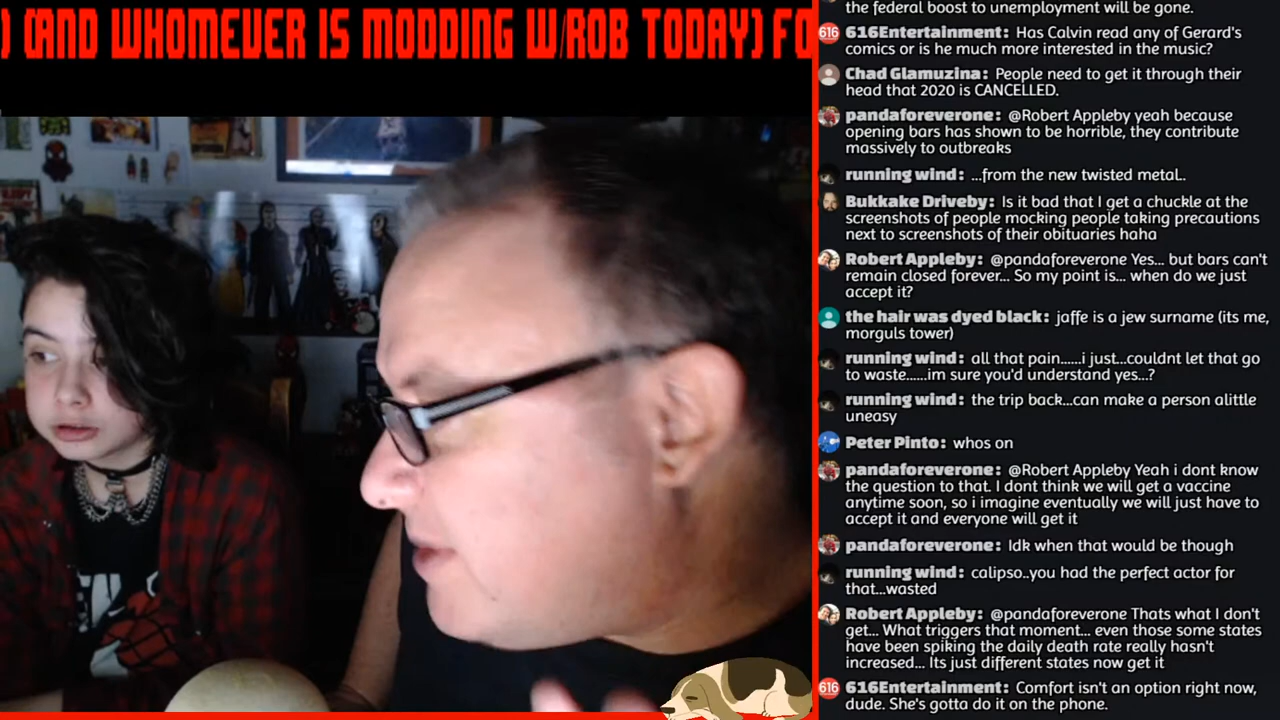 ) (AND WHOMEVER IS MODDING W/ROB TODAY) FO
the federal boost to unemployment will be gone.
616Entertainment: Has Calvin read any of Gerard's
comics or is he much more interested in the music?
Chad Glamuzina: People need to get it through their
head that 2020 is CANCELLED.
pandaforeverone: @Robert Appleby yeah because
opening bars has shown to be horrible, they contribute
massively to outbreaks
running wind: ...from the new twisted metal..
Bukkake Driveby: Is it bad that I get a chuckle at the
screenshots of people mocking people taking precautions
next to screenshots of their obituaries haha
Robert Appleby: @pandaforeverone Yes... but bars can't
remain closed forever... So my point is... when do we just
accept it?
the hair was dyed black: jaffe is a jew surname (its me,
morguls tower)
running wind: all that pain......i just...couldnt let that go
to waste......im sure you'd understand yes...?
running wind: the trip back...can make a person alittle
uneasy
Peter Pinto: whos on
pandaforeverone: @Robert Appleby Yeah i dont know
the question to that. I dont think we will get a vaccine
anytime soon, so i imagine eventually we will just have to
accept it and everyone will get it
pandaforeverone: Idk when that would be though
running wind: calipso..you had the perfect actor for
that...wasted
Robert Appleby: @pandaforeverone Thats what I don't
get... What triggers that moment... even those some states
have been spiking the daily death rate really hasn't
increased... Its just different states now get it
616Entertainment: Comfort isn't an option right now,
dude. She's gotta do it on the phone.